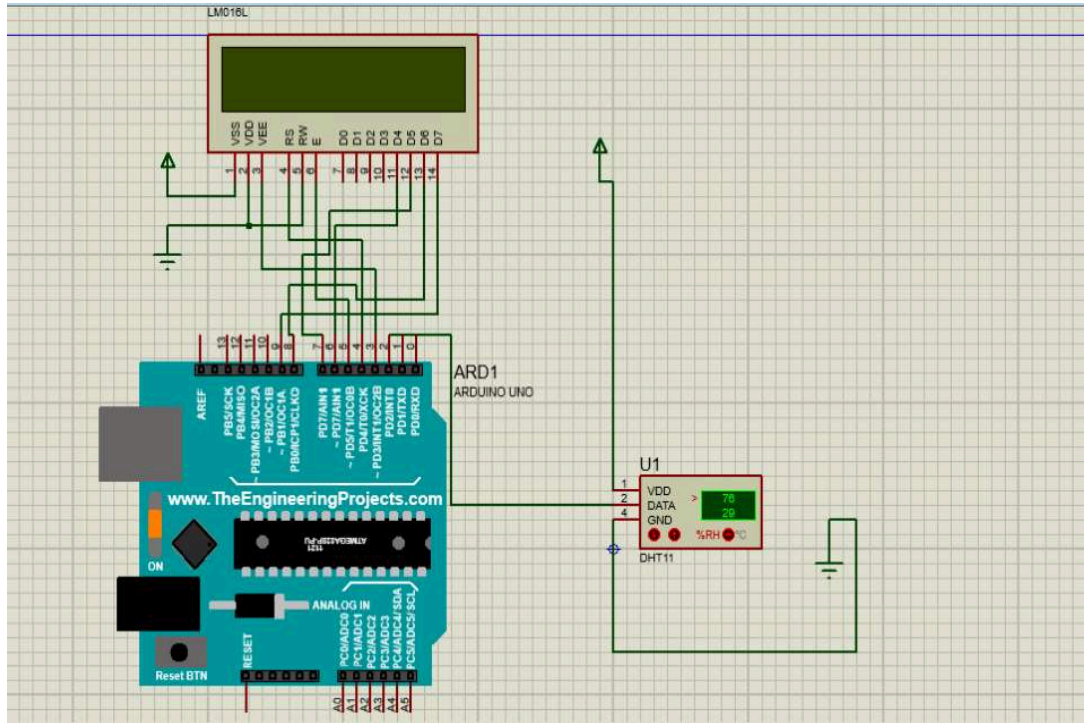 LM016L
VSS VDD VEE RS RW E D0 D1 D2 D3 D4 D5 D6 D7
1 2 3 4 5 6 7 8 9 10 11 12 13 14
13 12 11 10 9 8 7 6 5 4 3 2 1 0
ARD1
ARDUINO UNO
AREF
PB5/SCK
PB4/MISO
~PB3/MOSI/OC2A
~ PB2/OC1B
~ PB1/OC1A
PB0/ICP1/CLKO
PD7/AIN1
~ PD7/AIN1
~ PD5/T1/OC0B
PD4/T0/XCK
~ PD3/INT1/OC2B
PD2/INT0
PD1/TXD
PD0/RXD
www.TheEngineeringProjects.com
1121
ON
ANALOG IN
Reset BTN
RESET
PC0/ADC0
PC1/ADC1
PC2/ADC2
PC3/ADC3
PC4/ADC4/SDA
PC5/ADC5/SCL
A0 A1 A2 A3 A4 A5
U1
1 VDD
2 DATA
4 GND
> 76
29
%RH °C
DHT11